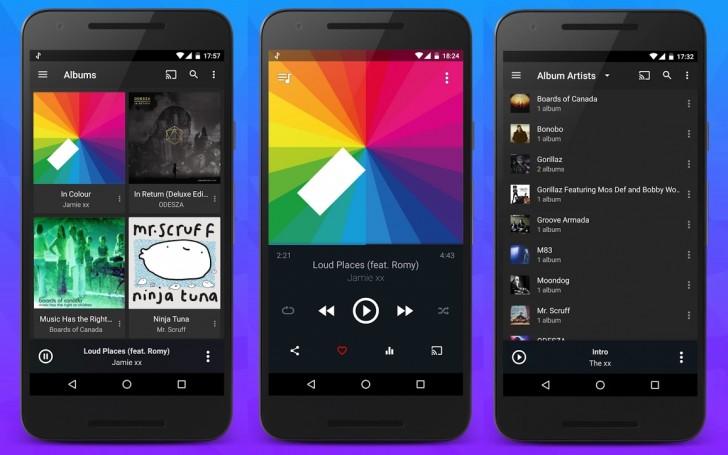 17:57
Albums
ODESZA
In Colour
Jamie xx
In Return (Deluxe Edi...
ODESZA
mr.scruff
ninja tuna
boards of canada
Music Has the Right...
Boards of Canada
Ninja Tuna
Mr. Scruff
Loud Places (feat. Romy)
Jamie xx
18:24
2:21
4:43
Loud Places (feat. Romy)
Jamie xx
17:32
Album Artists
Boards of Canada
1 album
Bonobo
1 album
Gorillaz
2 albums
Gorillaz Featuring Mos Def and Bobby Wo..
1 album
Groove Armada
1 album
M83
1 album
Moondog
1 album
Mr. Scruff
1 album
ODESZA
Intro
The xx